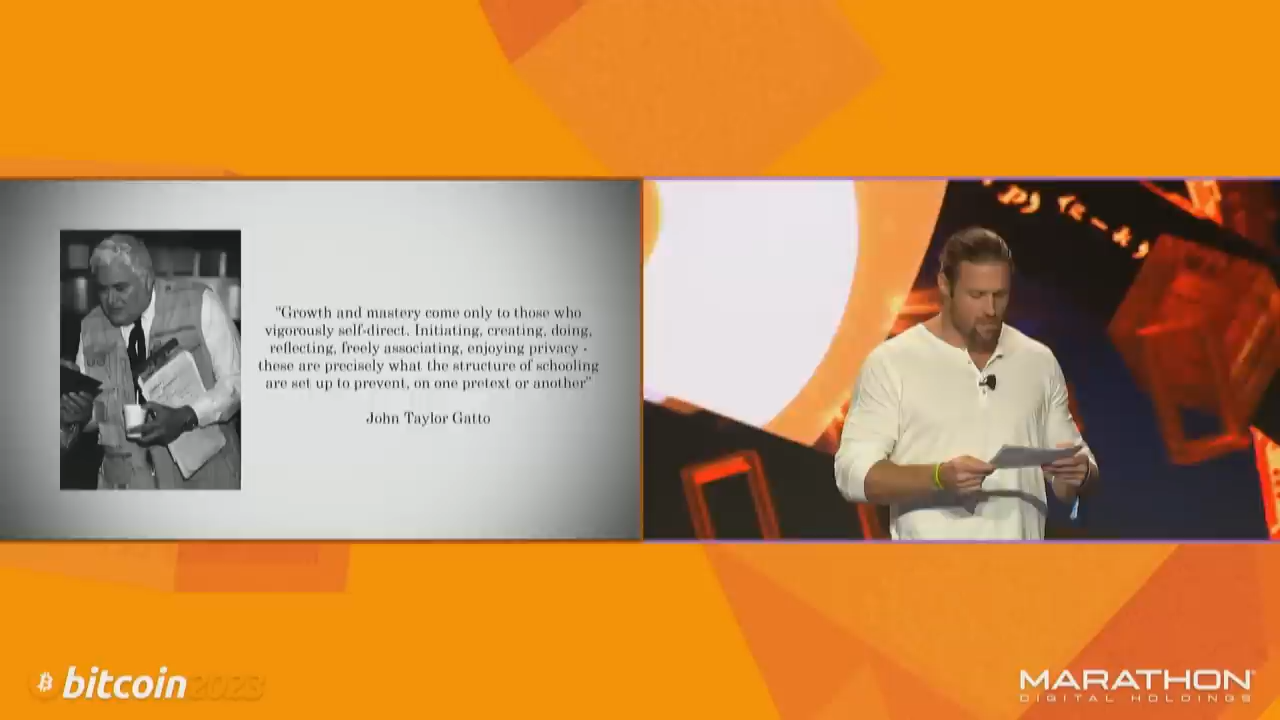 "Growth and mastery come only to those who
vigorously self-direct. Initiating, creating, doing,
reflecting, freely associating, enjoying privacy -
these are precisely what the structure of schooling
are set up to prevent, on one pretext or another"
John Taylor Gatto
bitcoin2023
MARATHON
DIGITAL HOLDINGS